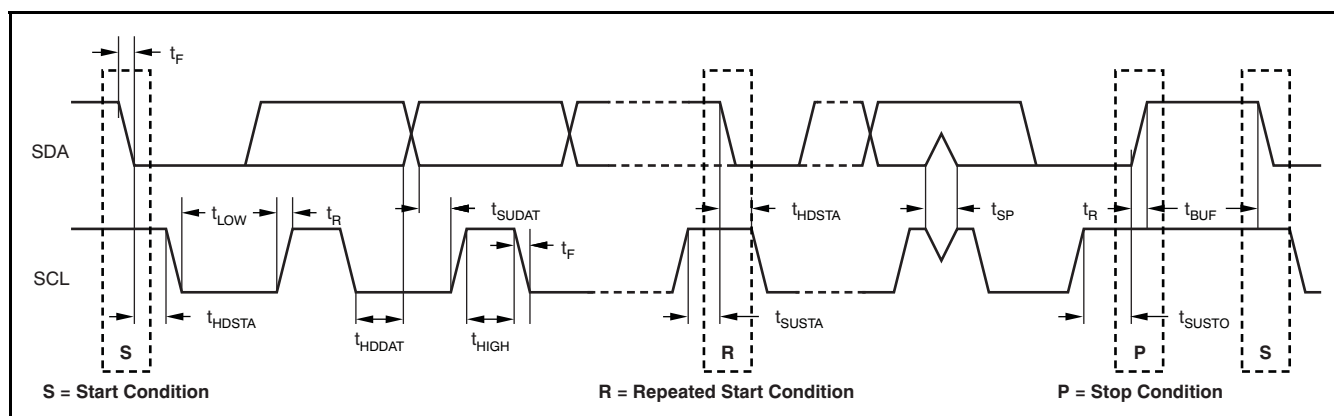 tF
SDA
tLOW
tR
tSUDAT
tHDSTA
tSP
tR
tBUF
tF
SCL
tHDSTA
tHDDAT
tHIGH
tSUSTA
tSUSTO
S
R
P
S
S = Start Condition
R = Repeated Start Condition
P = Stop Condition